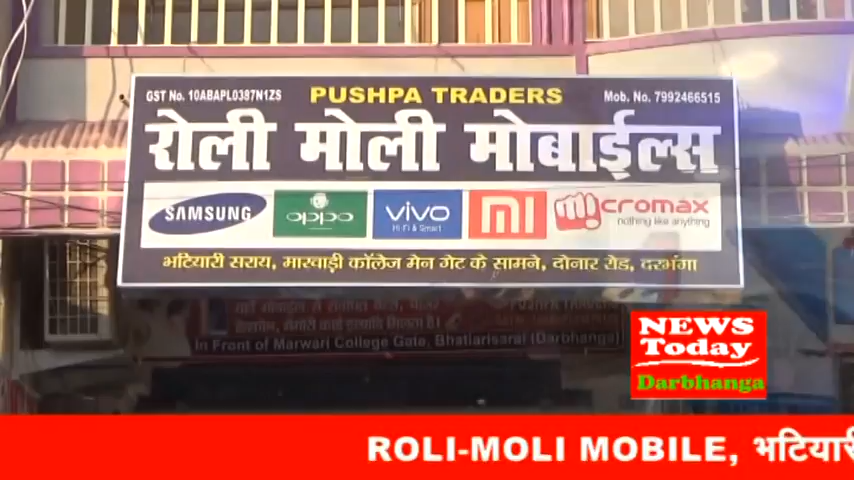 GST No. 10ABAPL0387N1ZS
PUSHPA TRADERS
Mob. No. 7992466515
रोली मोली मोबाईल्स
SAMSUNG
oppo
vivo
Hi-Fi & Smart
mi
micromax
nothing like anything
भटियारी सराय, मारवाड़ी कॉलेज मेन गेट के सामने, दोनार रोड, दरभंगा
In Front of Marwari College Gate, Bhatiarisarai (Darbhanga)
NEWS
Today
Darbhanga
ROLI-MOLI MOBILE, भटियारी